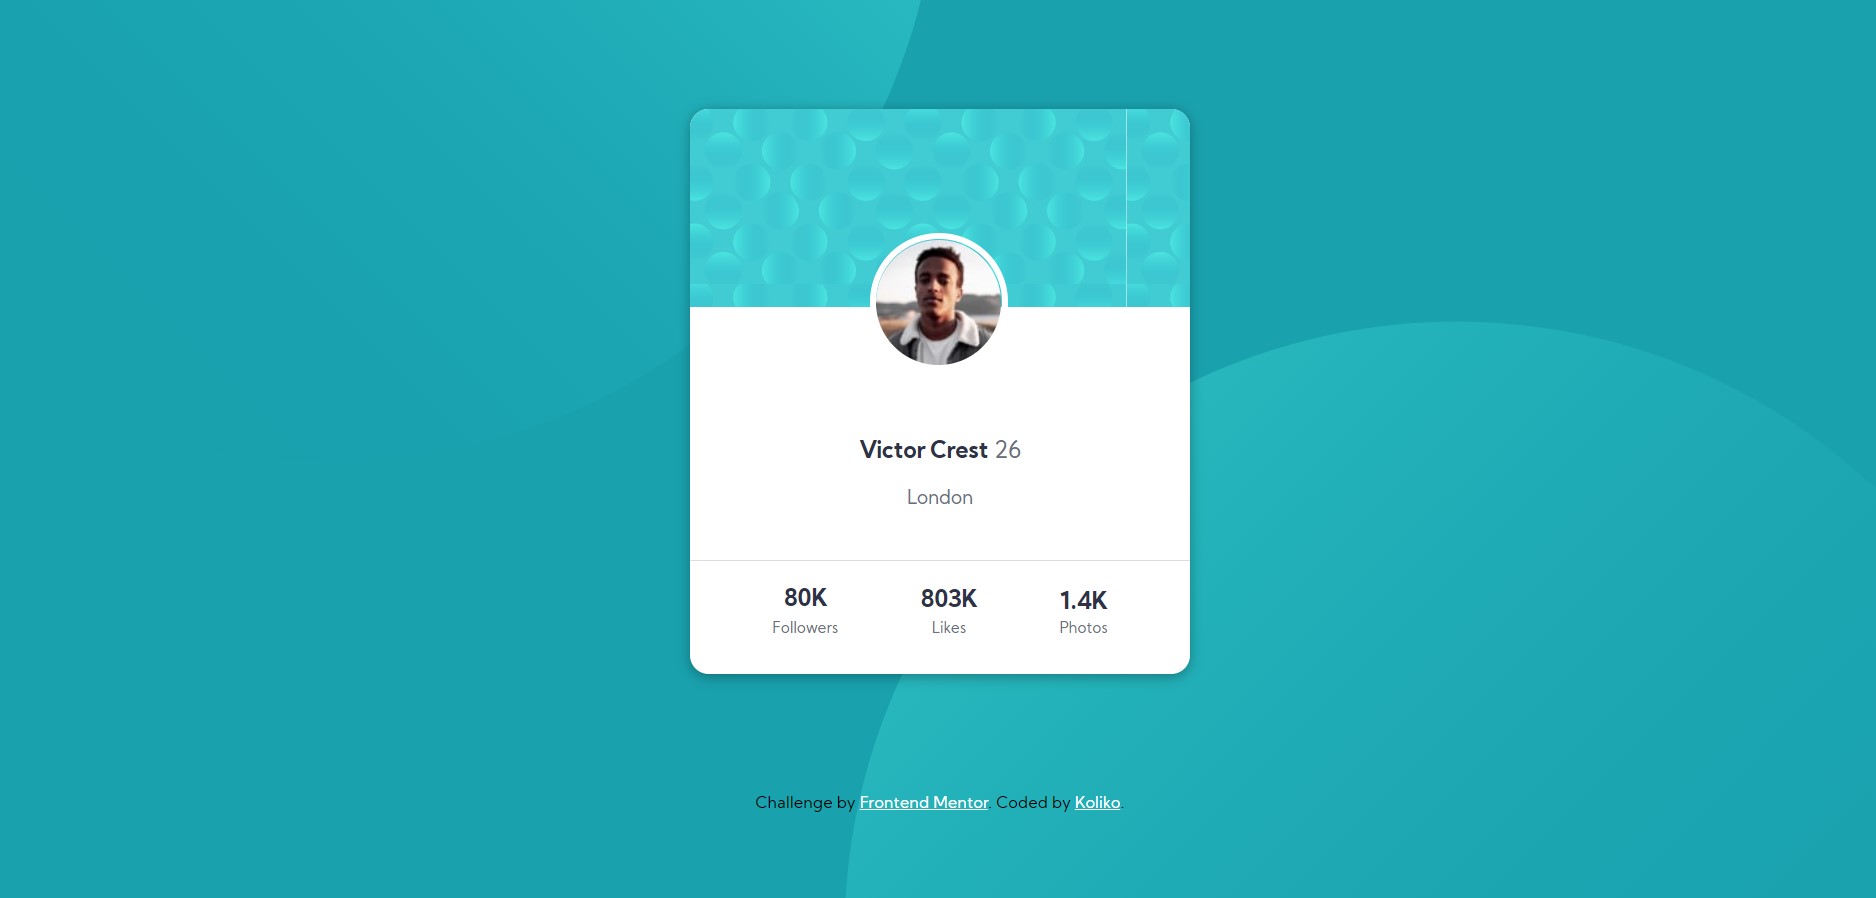 Victor Crest 26
London
80K 803K 1.4K
Followers Likes Photos
Challenge by Frontend Mentor. Coded by Koliko.